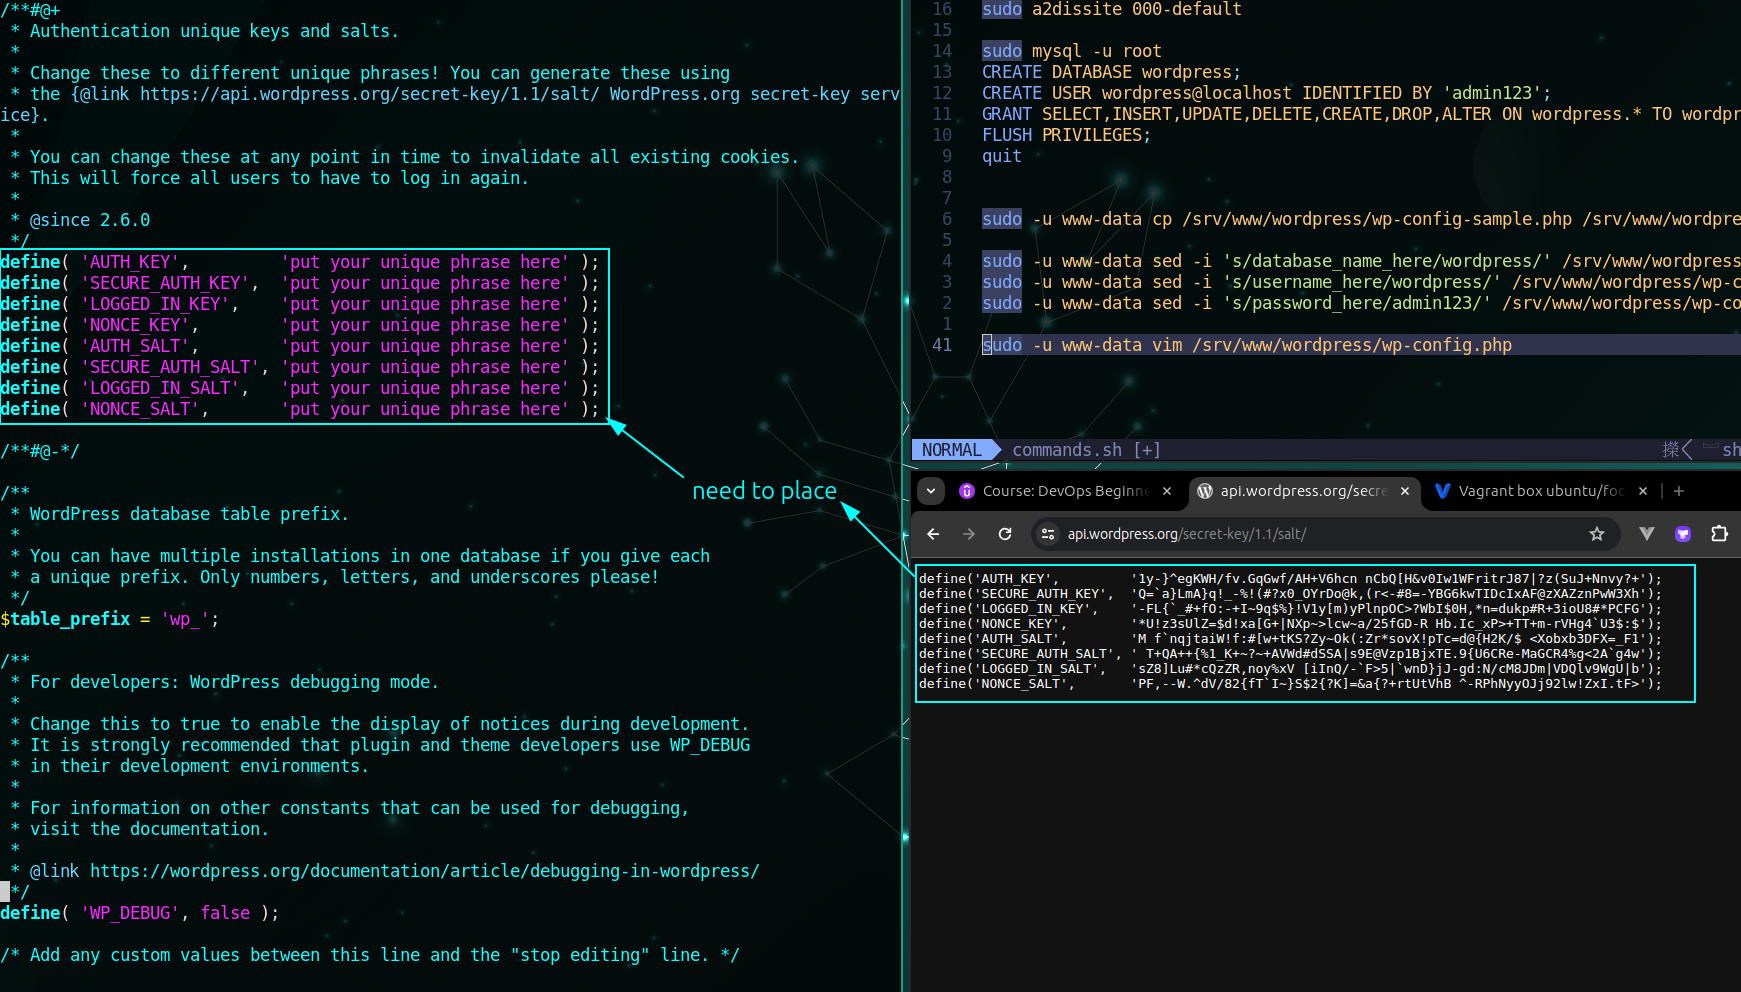 /**#@+
 * Authentication unique keys and salts.
 *
 * Change these to different unique phrases! You can generate these using
 * the {@link https://api.wordpress.org/secret-key/1.1/salt/ WordPress.org secret-key serv
ice}.
 *
 * You can change these at any point in time to invalidate all existing cookies.
 * This will force all users to have to log in again.
 *
 * @since 2.6.0
 */
define( 'AUTH_KEY',         'put your unique phrase here' );
define( 'SECURE_AUTH_KEY',  'put your unique phrase here' );
define( 'LOGGED_IN_KEY',    'put your unique phrase here' );
define( 'NONCE_KEY',        'put your unique phrase here' );
define( 'AUTH_SALT',        'put your unique phrase here' );
define( 'SECURE_AUTH_SALT', 'put your unique phrase here' );
define( 'LOGGED_IN_SALT',   'put your unique phrase here' );
define( 'NONCE_SALT',       'put your unique phrase here' );
/**#@-*/
/**
 * WordPress database table prefix.
 *
 * You can have multiple installations in one database if you give each
 * a unique prefix. Only numbers, letters, and underscores please!
 */
$table_prefix = 'wp_';
/**
 * For developers: WordPress debugging mode.
 *
 * Change this to true to enable the display of notices during development.
 * It is strongly recommended that plugin and theme developers use WP_DEBUG
 * in their development environments.
 *
 * For information on other constants that can be used for debugging,
 * visit the documentation.
 *
 * @link https://wordpress.org/documentation/article/debugging-in-wordpress/
 */
define( 'WP_DEBUG', false );
/* Add any custom values between this line and the "stop editing" line. */
need to place
16 sudo a2dissite 000-default
15
14 sudo mysql -u root
13 CREATE DATABASE wordpress;
12 CREATE USER wordpress@localhost IDENTIFIED BY 'admin123';
11 GRANT SELECT,INSERT,UPDATE,DELETE,CREATE,DROP,ALTER ON wordpress.* TO wordpr
10 FLUSH PRIVILEGES;
9 quit
8
7
6 sudo -u www-data cp /srv/www/wordpress/wp-config-sample.php /srv/www/wordpre
5
4 sudo -u www-data sed -i 's/database_name_here/wordpress/' /srv/www/wordpress
3 sudo -u www-data sed -i 's/username_here/wordpress/' /srv/www/wordpress/wp-c
2 sudo -u www-data sed -i 's/password_here/admin123/' /srv/www/wordpress/wp-co
1
41 sudo -u www-data vim /srv/www/wordpress/wp-config.php
NORMAL commands.sh [+] sh
Course: DevOps Beginne × api.wordpress.org/secre × Vagrant box ubuntu/foc × +
api.wordpress.org/secret-key/1.1/salt/
define('AUTH_KEY',         '1y-}^egKWH/fv.GqGwf/AH+V6hcn nCbQ[H&v0Iw1WFritrJ87|?z(SuJ+Nnvy?+');
define('SECURE_AUTH_KEY',  'Q=`a}LmA}q!_-%!(#?x0_OYrDo@k,(r<-#8=-YBG6kwTIDcIxAF@zXAZznPwW3Xh');
define('LOGGED_IN_KEY',    '-FL{`_#+fO:-+I~9q$%}!V1y[m)yPlnpOC>?WbI$0H,*n=dukp#R+3ioU8#*PCFG');
define('NONCE_KEY',        '*U!z3sUlZ=$d!xa[G+|NXp~>lcw~a/25fGD-R Hb.Ic_xP>+TT+m-rVHg4`U3$:$');
define('AUTH_SALT',        'M f`nqjtaiW!f:#[w+tKS?Zy~Ok(:Zr*sovX!pTc=d@{H2K/$ <Xobxb3DFX=_F1');
define('SECURE_AUTH_SALT', ' T+QA++{%1_K+~?~+AVWd#dSSA|s9E@Vzp1BjxTE.9{U6CRe-MaGCR4%g<2A`g4w');
define('LOGGED_IN_SALT',   'sZ8]Lu#*cQzZR,noy%xV [iInQ/-`F>5|`wnD}jJ-gd:N/cM8JDm|VDQlv9WgU|b');
define('NONCE_SALT',       'PF,--W.^dV/82{fT`I~}S$2{?K]=&a{?+rtUtVhB ^-RPhNyyOJj92lw!ZxI.tF>');